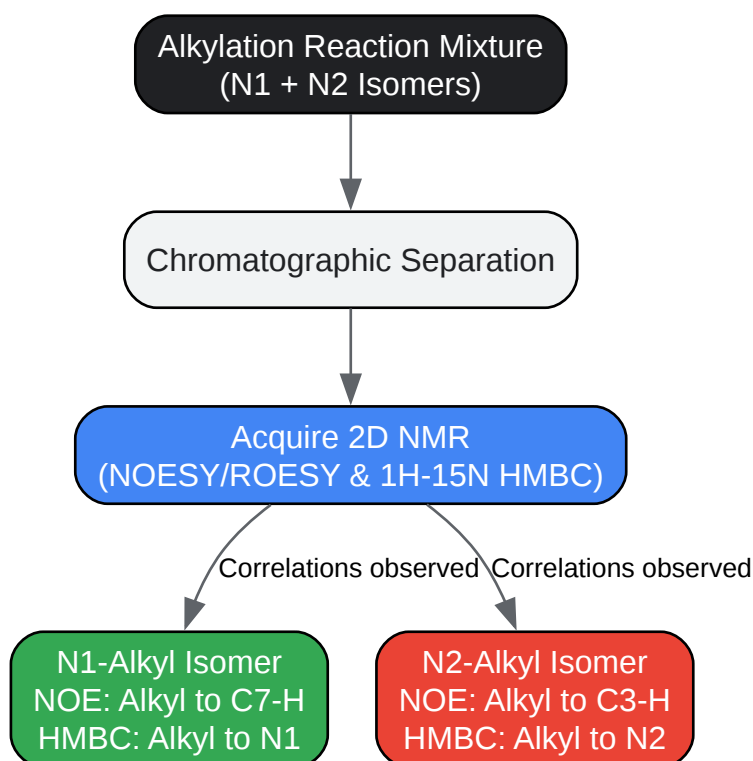 Alkylation Reaction Mixture
(N1 + N2 Isomers)
Chromatographic Separation
Acquire 2D NMR
(NOESY/ROESY & 1H-15N HMBC)
Correlations observed
Correlations observed
N1-Alkyl Isomer
NOE: Alkyl to C7-H
HMBC: Alkyl to N1
N2-Alkyl Isomer
NOE: Alkyl to C3-H
HMBC: Alkyl to N2